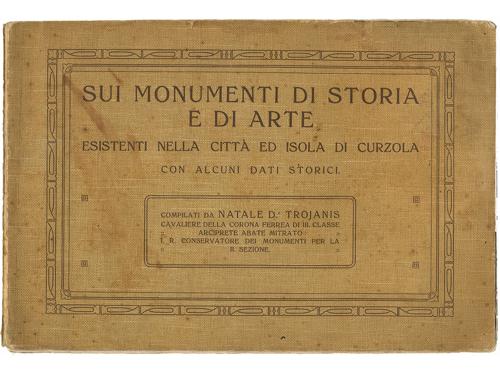 SUI MONUMENTI DI STORIA
E DI ARTE
ESISTENTI NELLA CITTÀ ED ISOLA DI CURZOLA
CON ALCUNI DATI STORICI.
COMPILATI DA NATALE D.r TROJANIS
CAVALIERE DELLA CORONA FERREA DI III. CLASSE
" ARCIPRETE ABATE MITRATO "
I. R. CONSERVATORE DEI MONUMENTI PER LA
" II. SEZIONE. "